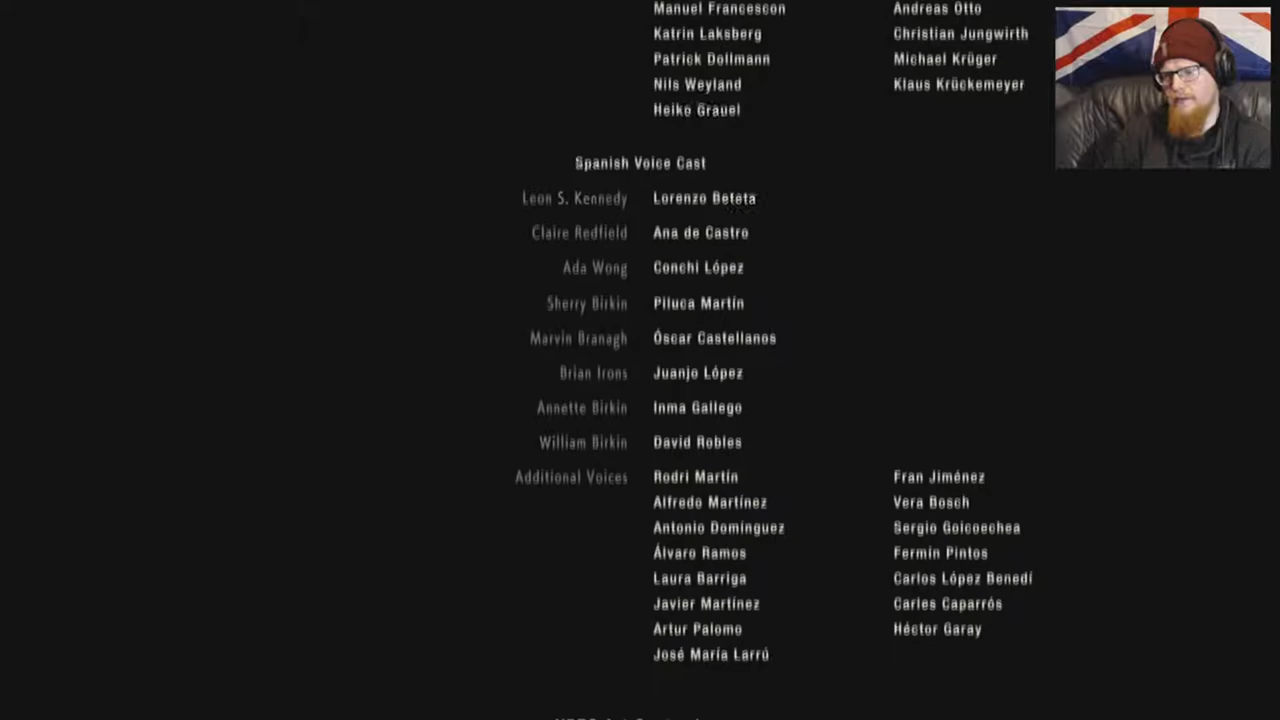 Manuel Francescon Andreas Otto
Katrin Laksberg Christian Jungwirth
Patrick Dollmann Michael Krüger
Nils Weyland Klaus Krückemeyer
Heiko Grauel
Spanish Voice Cast
Leon S. Kennedy Lorenzo Beteta
Claire Redfield Ana de Castro
Ada Wong Conchi López
Sherry Birkin Piluca Martín
Marvin Branagh Óscar Castellanos
Brian Irons Juanjo López
Annette Birkin Inma Gallego
William Birkin David Robles
Additional Voices Rodri Martín Fran Jiménez
Alfredo Martínez Vera Bosch
Antonio Domínguez Sergio Goicoechea
Álvaro Ramos Fermín Pintos
Laura Barriga Carlos López Benedí
Javier Martínez Carles Caparrós
Artur Palomo Héctor Garay
José María Larrú